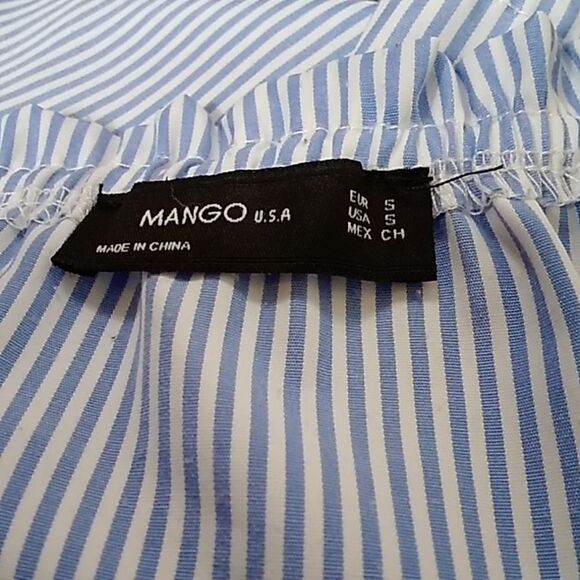 MANGO U.S.A
MADE IN CHINA
EUR S
USA S
MEX CH